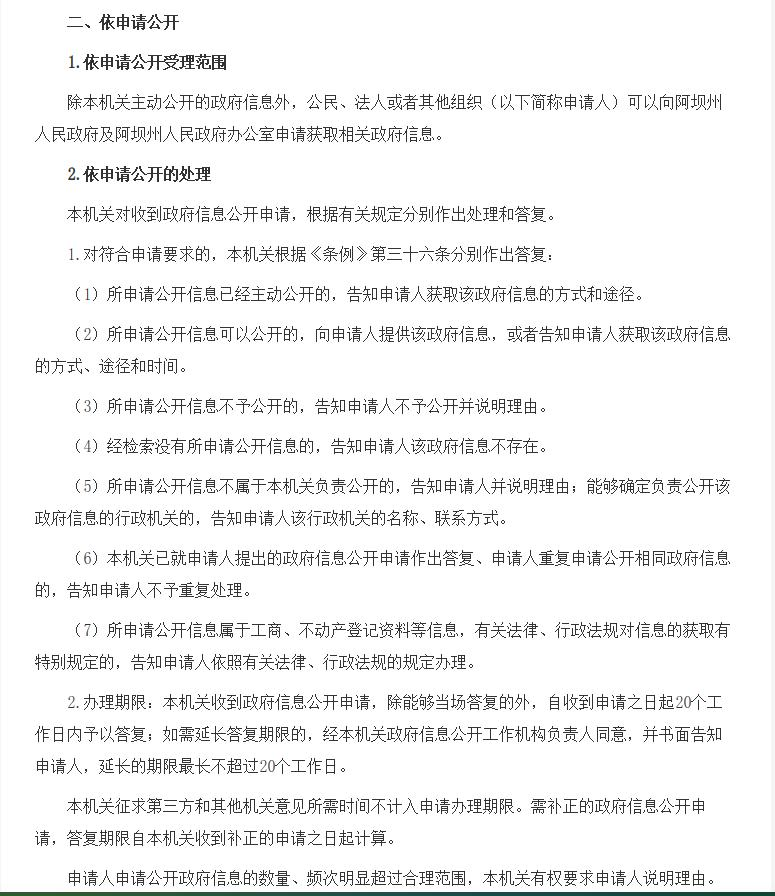 二、依申请公开
1.依申请公开受理范围
除本机关主动公开的政府信息外，公民、法人或者其他组织（以下简称申请人）可以向阿坝州
人民政府及阿坝州人民政府办公室申请获取相关政府信息。
2.依申请公开的处理
本机关对收到政府信息公开申请，根据有关规定分别作出处理和答复。
1.对符合申请要求的，本机关根据《条例》第三十六条分别作出答复：
（1）所申请公开信息已经主动公开的，告知申请人获取该政府信息的方式和途径。
（2）所申请公开信息可以公开的，向申请人提供该政府信息，或者告知申请人获取该政府信息
的方式、途径和时间。
（3）所申请公开信息不予公开的，告知申请人不予公开并说明理由。
（4）经检索没有所申请公开信息的，告知申请人该政府信息不存在。
（5）所申请公开信息不属于本机关负责公开的，告知申请人并说明理由；能够确定负责公开该
政府信息的行政机关的，告知申请人该行政机关的名称、联系方式。
（6）本机关已就申请人提出的政府信息公开申请作出答复、申请人重复申请公开相同政府信息
的，告知申请人不予重复处理。
（7）所申请公开信息属于工商、不动产登记资料等信息，有关法律、行政法规对信息的获取有
特别规定的，告知申请人依照有关法律、行政法规的规定办理。
2.办理期限：本机关收到政府信息公开申请，除能够当场答复的外，自收到申请之日起20个工
作日内予以答复；如需延长答复期限的，经本机关政府信息公开工作机构负责人同意，并书面告知
申请人，延长的期限最长不超过20个工作日。
本机关征求第三方和其他机关意见所需时间不计入申请办理期限。需补正的政府信息公开申
请，答复期限自本机关收到补正的申请之日起计算。
申请人申请公开政府信息的数量、频次明显超过合理范围，本机关有权要求申请人说明理由。